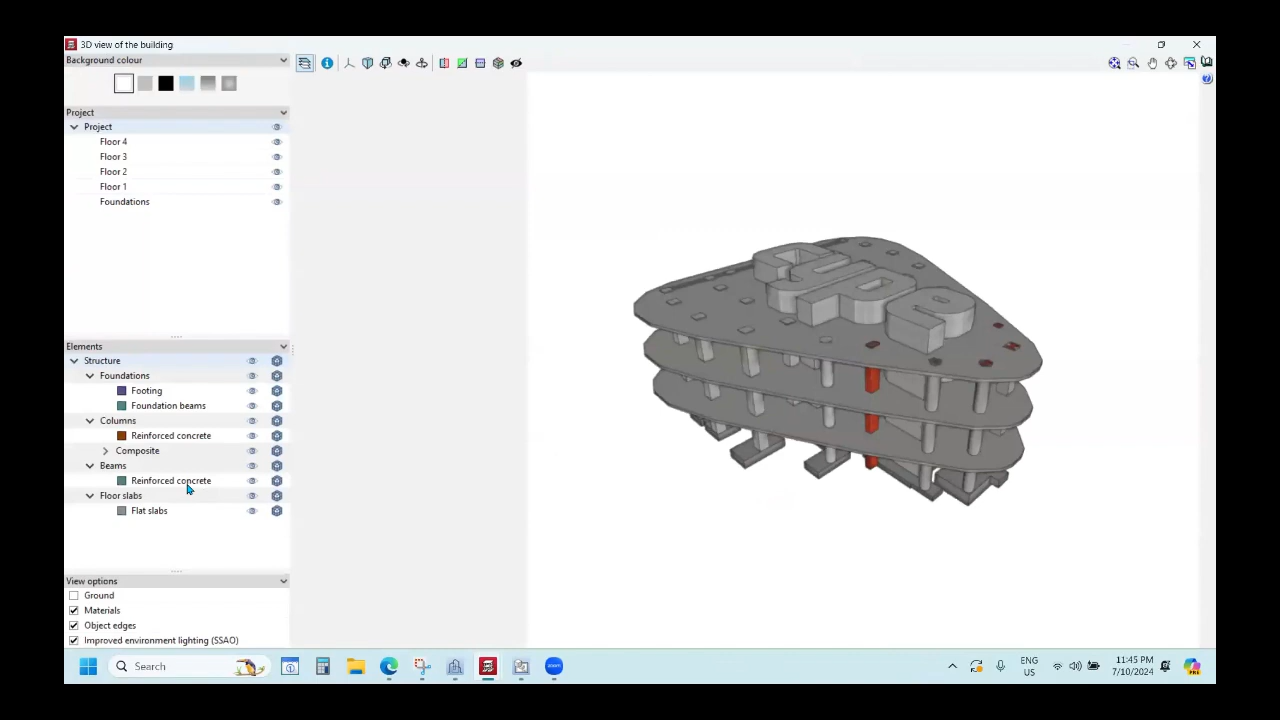 3D view of the building
Background colour
Project
Project
Floor 4
Floor 3
Floor 2
Floor 1
Foundations
Elements
Structure
Foundations
Footing
Foundation beams
Columns
Reinforced concrete
Composite
Beams
Reinforced concrete
Floor slabs
Flat slabs
View options
Ground
Materials
Object edges
Improved environment lighting (SSAO)
Search
zoom
ENG
US
11:45 PM
7/10/2024
PRE